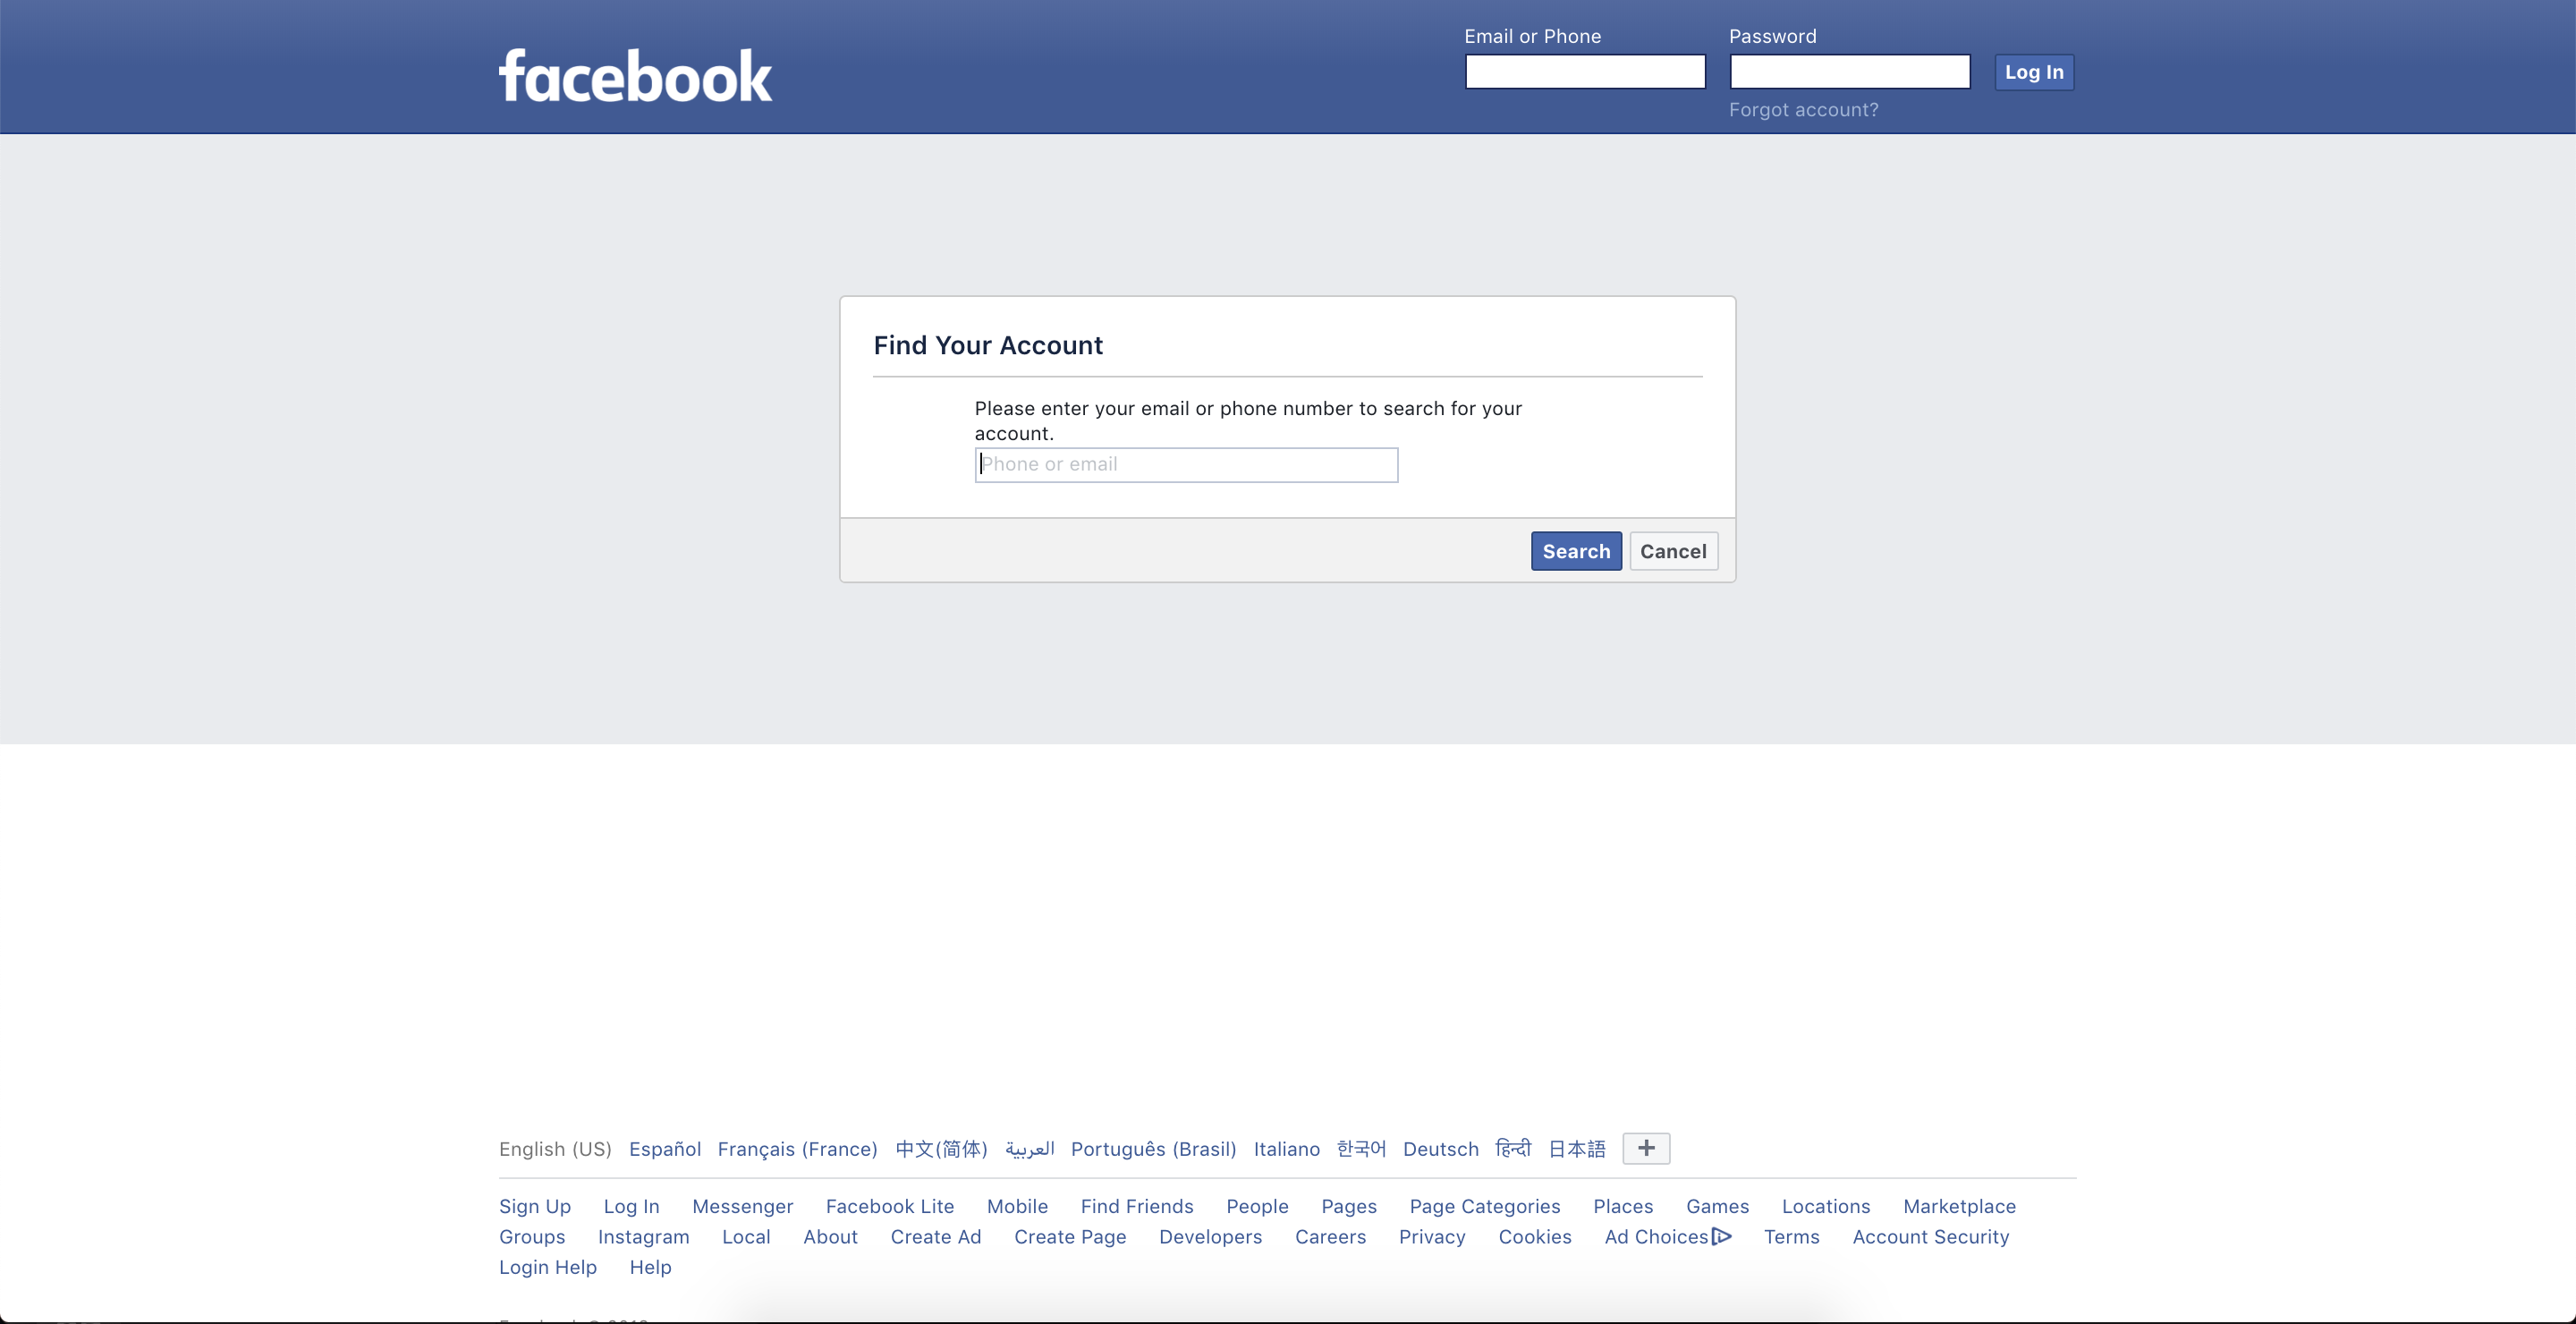 facebook
Email or Phone
Password
Log In
Forgot account?
Find Your Account
Please enter your email or phone number to search for your
account.
Phone or email
Search Cancel
English (US) Español Français (France) 中文(简体) العربية Português (Brasil) Italiano 한국어 Deutsch हिन्दी 日本語 +
Sign Up Log In Messenger Facebook Lite Mobile Find Friends People Pages Page Categories Places Games Locations Marketplace
Groups Instagram Local About Create Ad Create Page Developers Careers Privacy Cookies Ad Choices Terms Account Security
Login Help Help